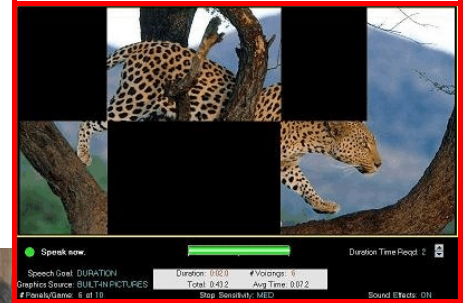 Speak now.
Duration Time Reqd: 2
Speech Goal: DURATION
Duration: 0:02.0
# Voicings: 6
Graphics Source: BUILT-IN PICTURES
Total: 0:43.2
Avg Time: 0:07.2
# Panels/Game: 6 of 10
Stop Sensitivity: MED
Sound Effects: ON